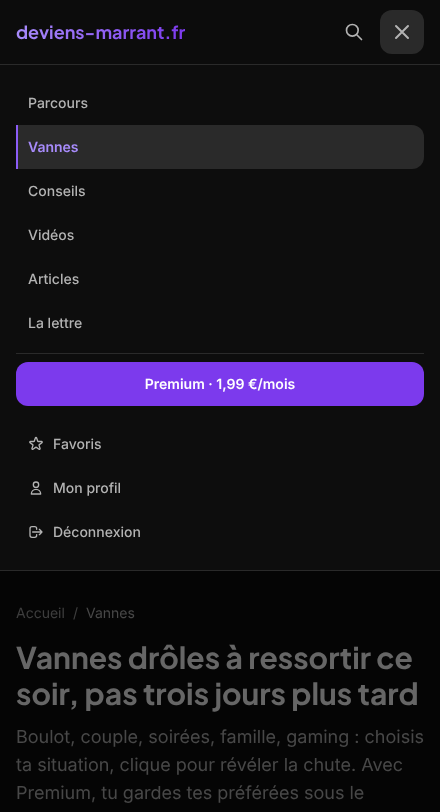 deviens-marrant.fr
Parcours
Vannes
Conseils
Vidéos
Articles
La lettre
Premium · 1,99 €/mois
Favoris
Mon profil
Déconnexion
Accueil / Vannes
Vannes drôles à ressortir ce
soir, pas trois jours plus tard
Boulot, couple, soirées, famille, gaming : choisis
ta situation, clique pour révéler la chute. Avec
Premium, tu gardes tes préférées sous le